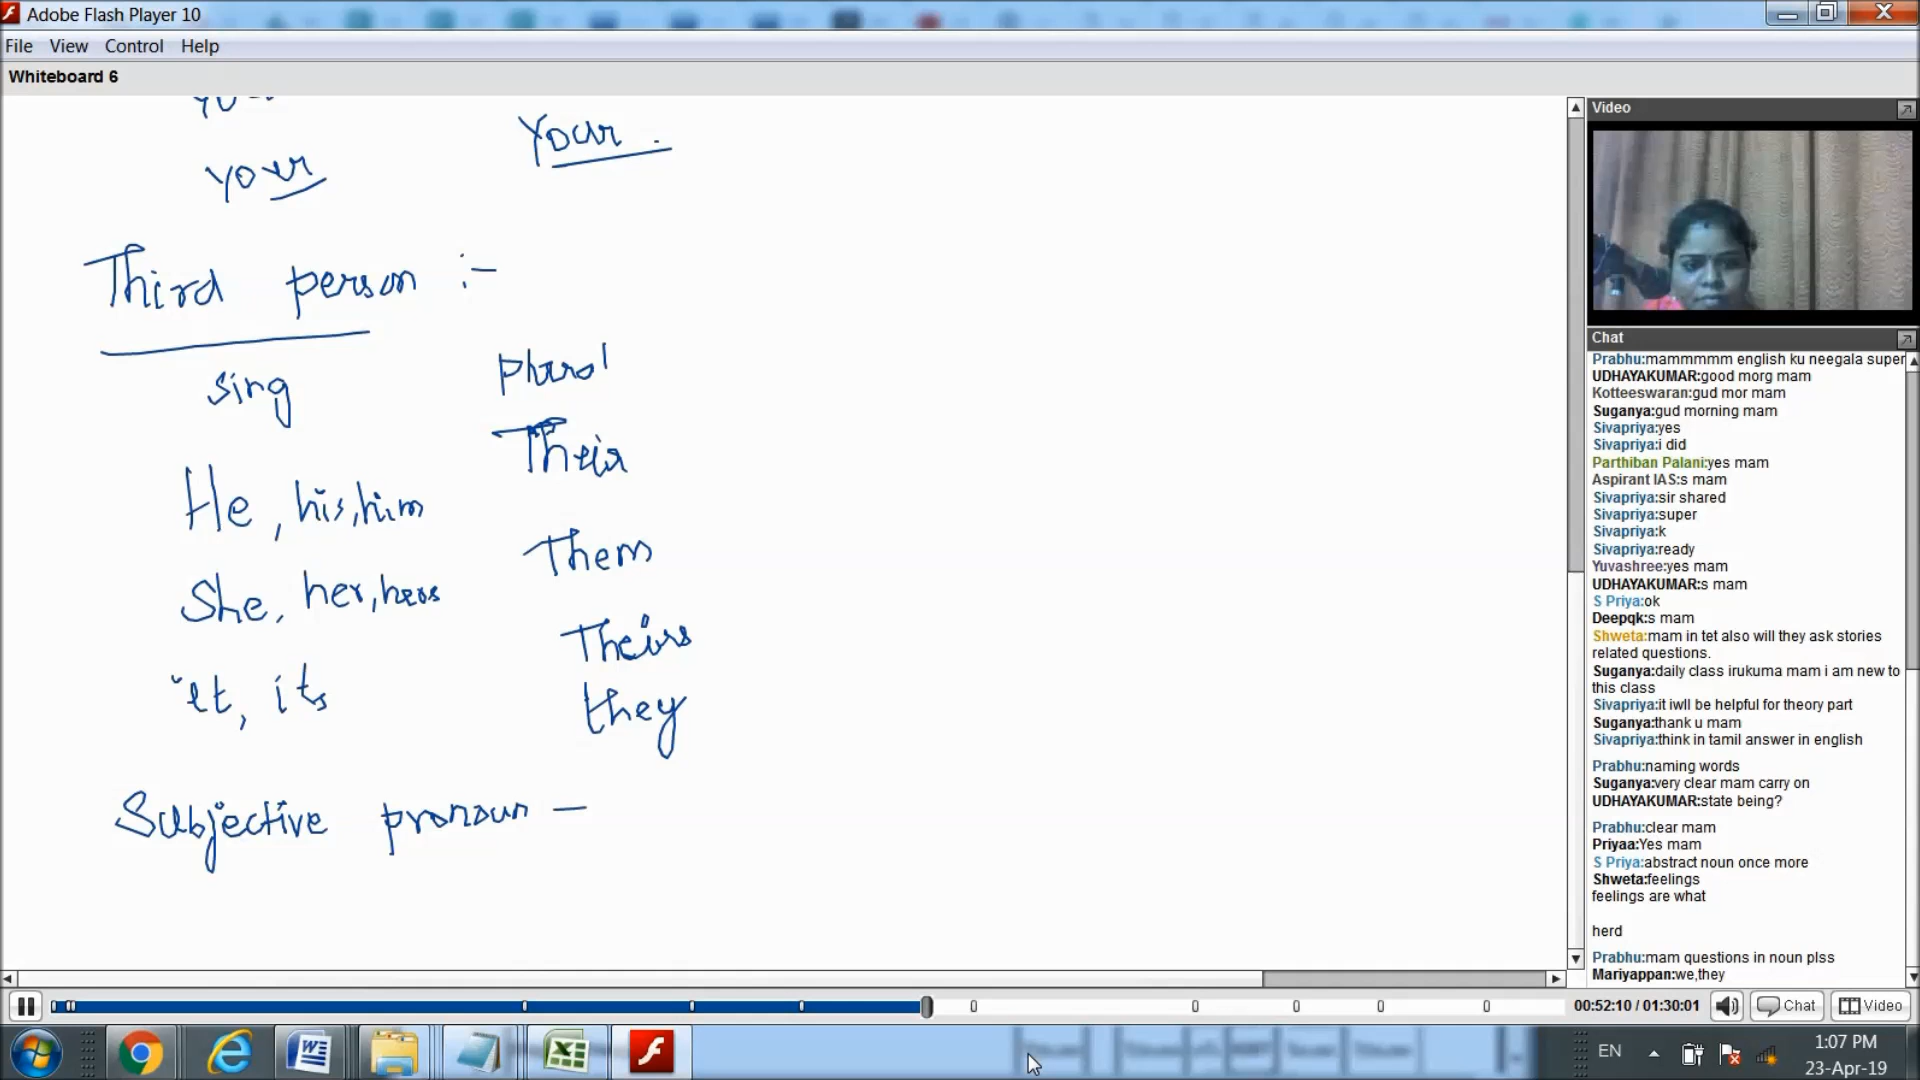 Adobe Flash Player 10
File View Control Help
Whiteboard 6
your
Your .
Third person :-
sing
plural
Their
He, his, him
Them
She, her, hers
Theirs
it, its
they
Subjective pronoun —
Video
Chat
Prabhu:mammmmm english ku neegala super
UDHAYAKUMAR:good morg mam
Kotteeswaran:gud mor mam
Suganya:gud morning mam
Sivapriya:yes
Sivapriya:i did
Parthiban Palani:yes mam
Aspirant IAS:s mam
Sivapriya:sir shared
Sivapriya:super
Sivapriya:k
Sivapriya:ready
Yuvashree:yes mam
UDHAYAKUMAR:s mam
S Priya:ok
Deepqk:s mam
Shweta:mam in tet also will they ask stories
related questions.
Suganya:daily class irukuma mam i am new to
this class
Sivapriya:it iwll be helpful for theory part
Suganya:thank u mam
Sivapriya:think in tamil answer in english
Prabhu:naming words
Suganya:very clear mam carry on
UDHAYAKUMAR:state being?
Prabhu:clear mam
Priyaa:Yes mam
S Priya:abstract noun once more
Shweta:feelings
feelings are what
herd
Prabhu:mam questions in noun plss
Mariyappan:we,they
00:52:10 / 01:30:01
Chat
Video
EN
1:07 PM
23-Apr-19